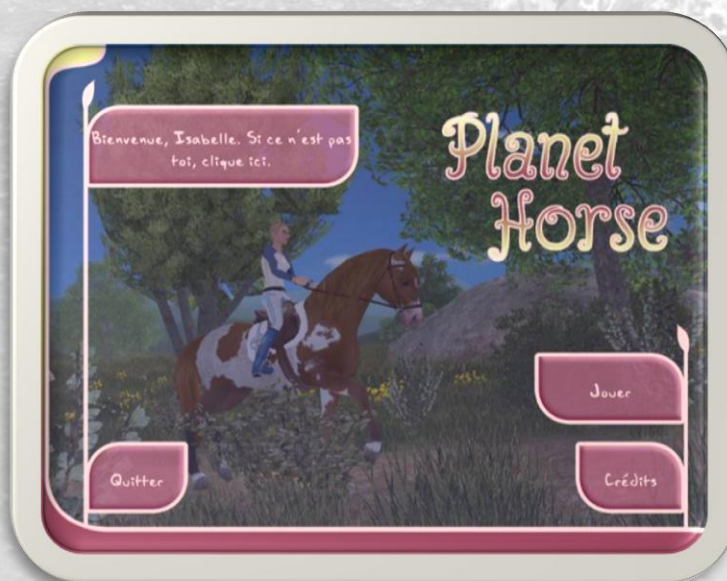 Bienvenue, Isabelle. Si ce n'est pas
toi, clique ici.
Planet
Horse
Jouer
Quitter
Crédits